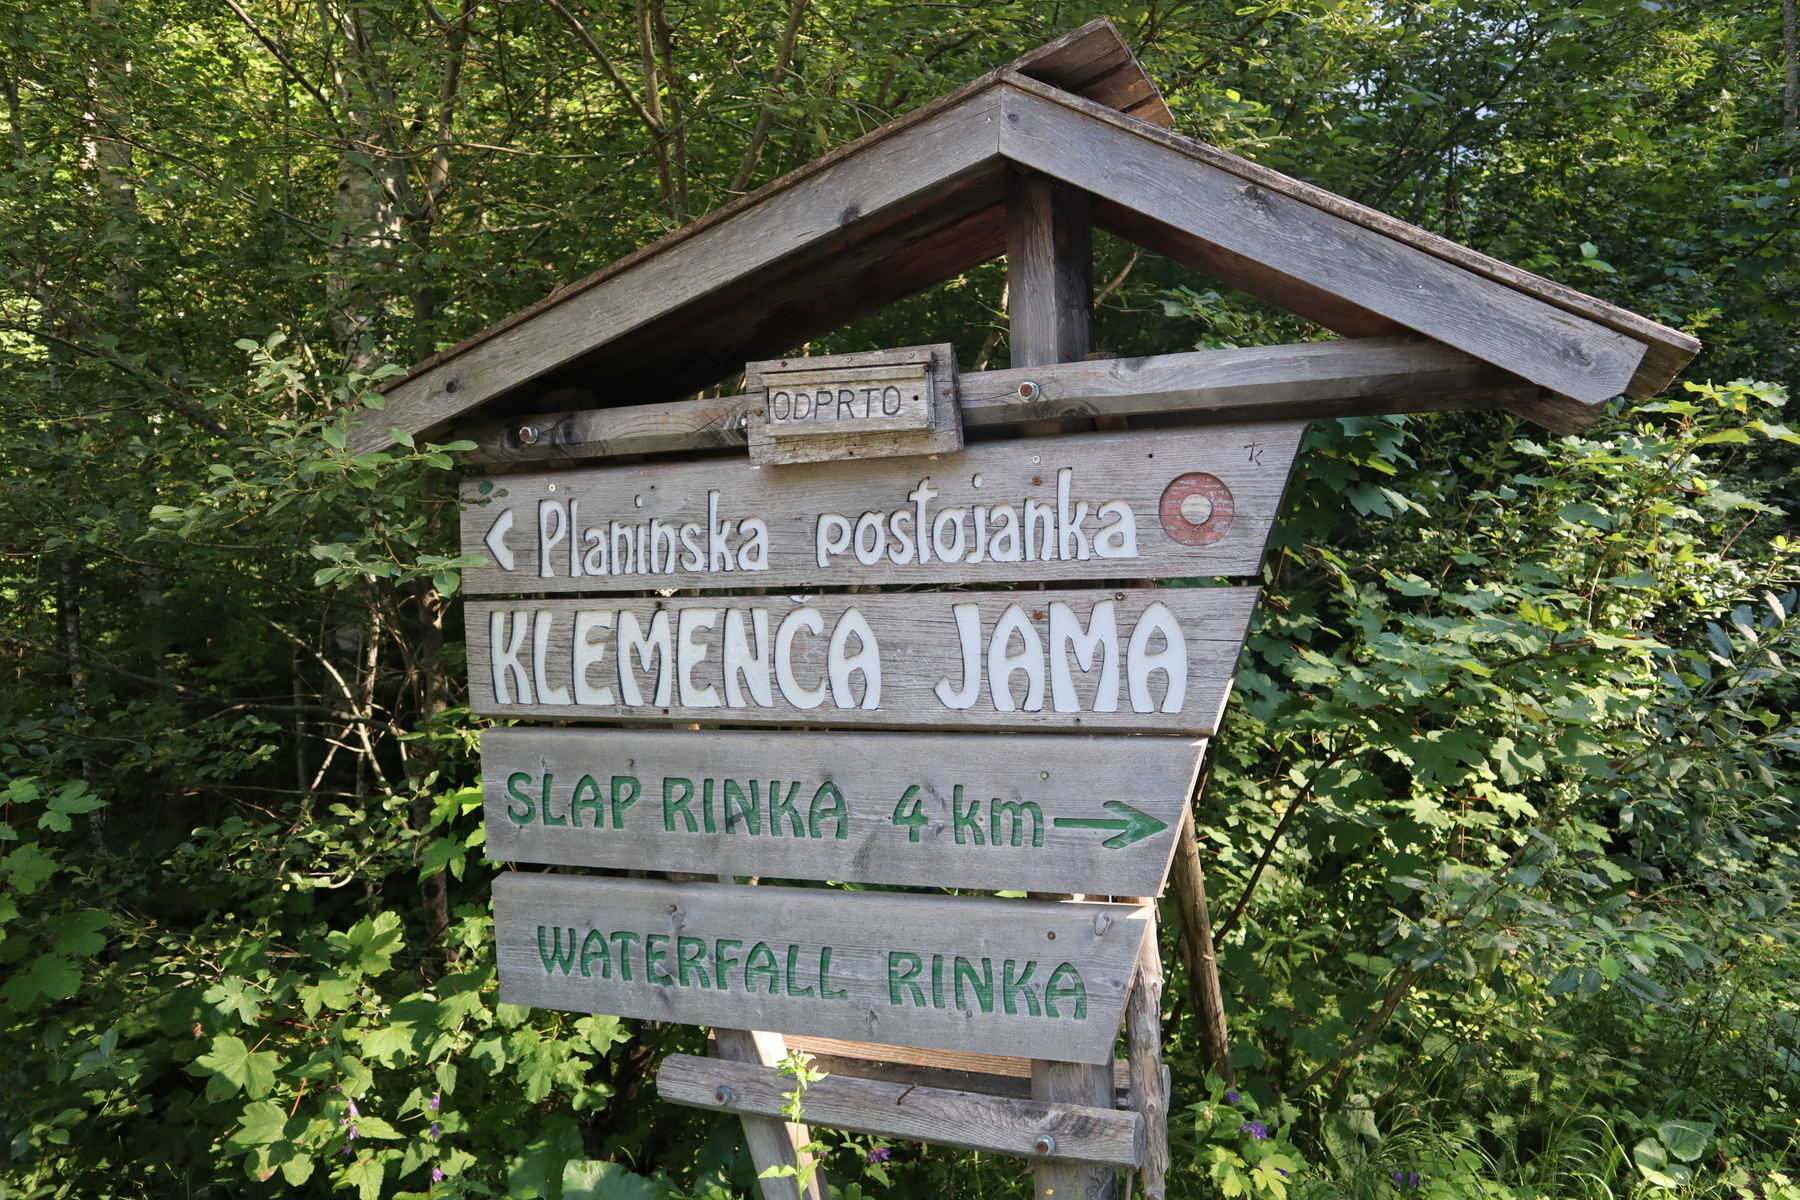 ODPRTO
< Planinska postojanka
KLEMENČA JAMA
SLAP RINKA 4 km →
WATERFALL RINKA